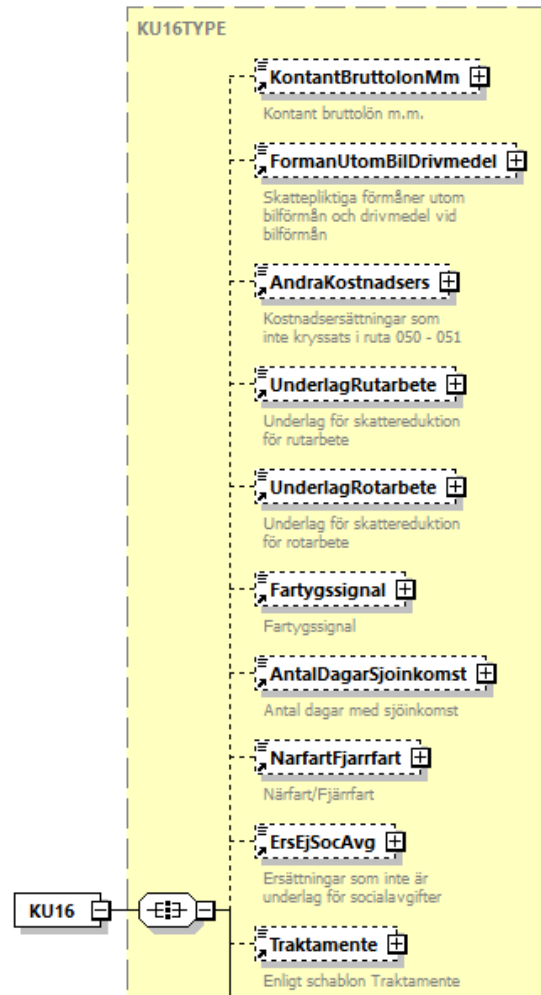 KU16TYPE
KontantBruttolonMm
Kontant bruttolön m.m.
FormanUtomBilDrivmedel
Skattepliktiga förmåner utom
bilförmån och drivmedel vid
bilförmån
AndraKostnadsers
Kostnadsersättningar som
inte kryssats i ruta 050 - 051
UnderlagRutarbete
Underlag för skattereduktion
för rutarbete
UnderlagRotarbete
Underlag för skattereduktion
för rotarbete
Fartygssignal
Fartygssignal
AntalDagarSjoinkomst
Antal dagar med sjöinkomst
NarfartFjarrfart
Närfart/Fjärrfart
ErsEjSocAvg
Ersättningar som inte är
underlag för socialavgifter
KU16
Traktamente
Enligt schablon Traktamente